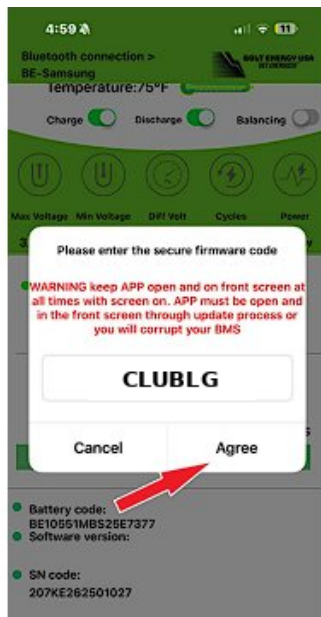 4:59
11
Bluetooth connection >
BE-Samsung
BOLT ENERGY USA
Temperature:75°F
Charge
Discharge
Balancing
Max Voltage
Min Voltage
Diff Volt
Cycles
Power
Please enter the secure firmware code
WARNING keep APP open and on front screen at
all times with screen on. APP must be open and
in the front screen through update process or
you will corrupt your BMS
CLUBLG
Cancel
Agree
Battery code:
BE10551MBS25E7377
Software version:
SN code:
207KE262501027